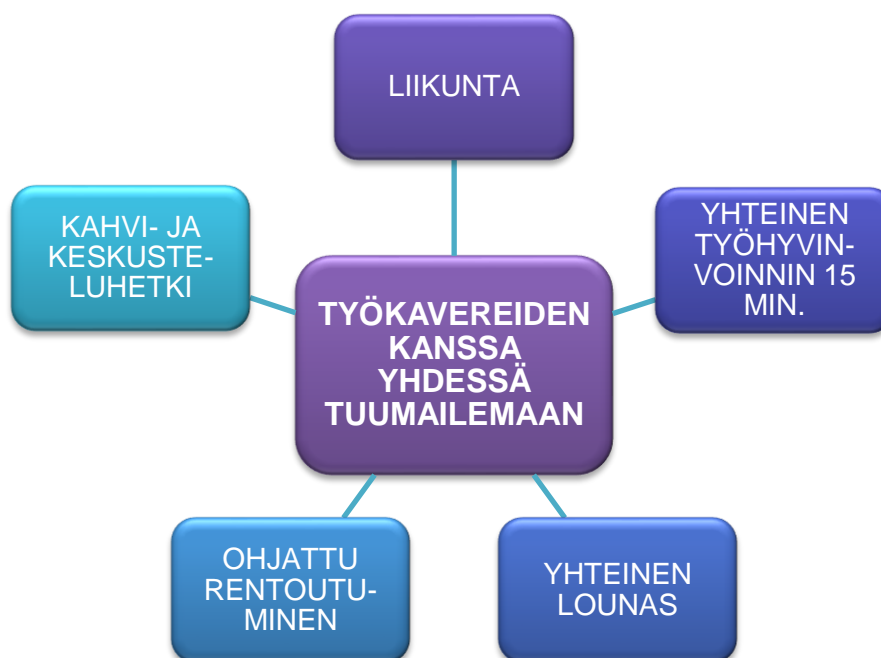 LIIKUNTA
KAHVI- JA
KESKUSTE-
LUHETKI
YHTEINEN
TYÖHYVIN-
VOINNIN 15
MIN.
TYÖKAVEREIDEN
KANSSA
YHDESSÄ
TUUMAILEMAAN
OHJATTU
RENTOUTU-
MINEN
YHTEINEN
LOUNAS